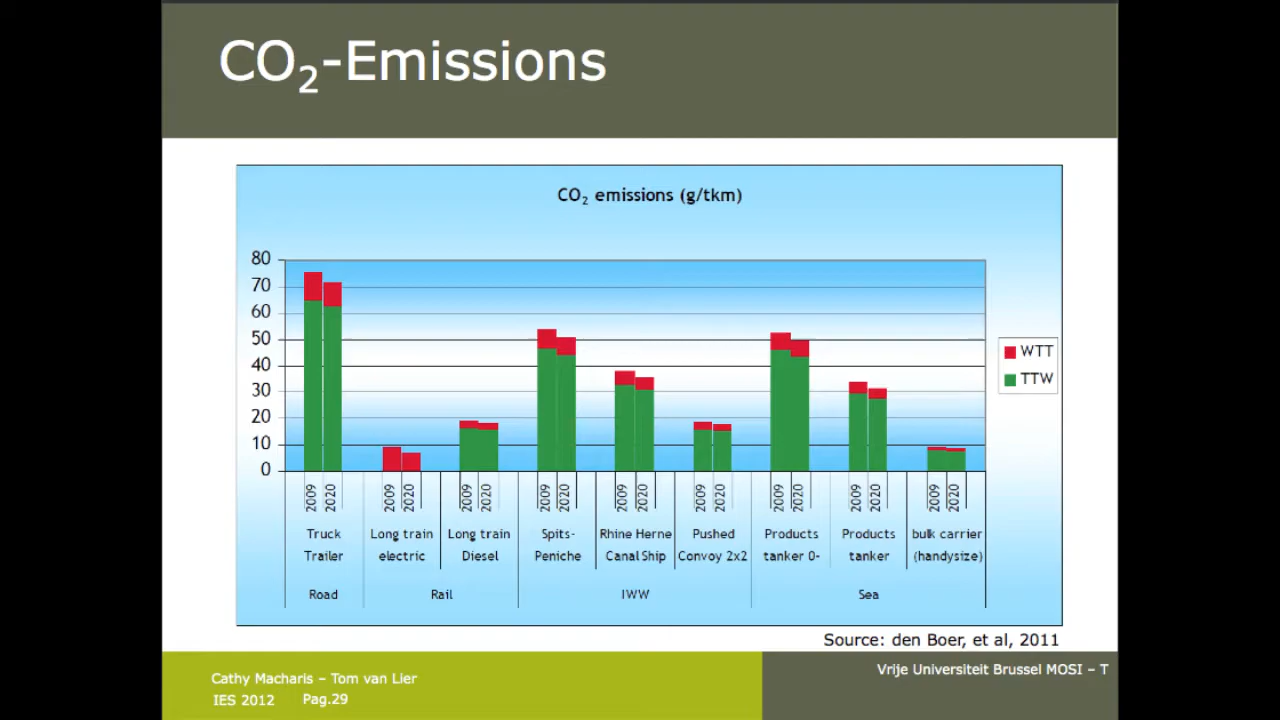 CO2-Emissions
CO2 emissions (g/tkm)
80
70
60
50
40
30
20
10
0
WTT
TTW
2009 2020 2009 2020 2009 2020 2009 2020 2009 2020 2009 2020 2009 2020 2009 2020 2009 2020
Truck Trailer
Long train electric
Long train Diesel
Spits-Peniche
Rhine Herne Canal Ship
Pushed Convoy 2x2
Products tanker 0-
Products tanker
bulk carrier (handysize)
Road Rail IWW Sea
Source: den Boer, et al, 2011
Cathy Macharis – Tom van Lier
IES 2012 Pag.29
Vrije Universiteit Brussel MOSI – T